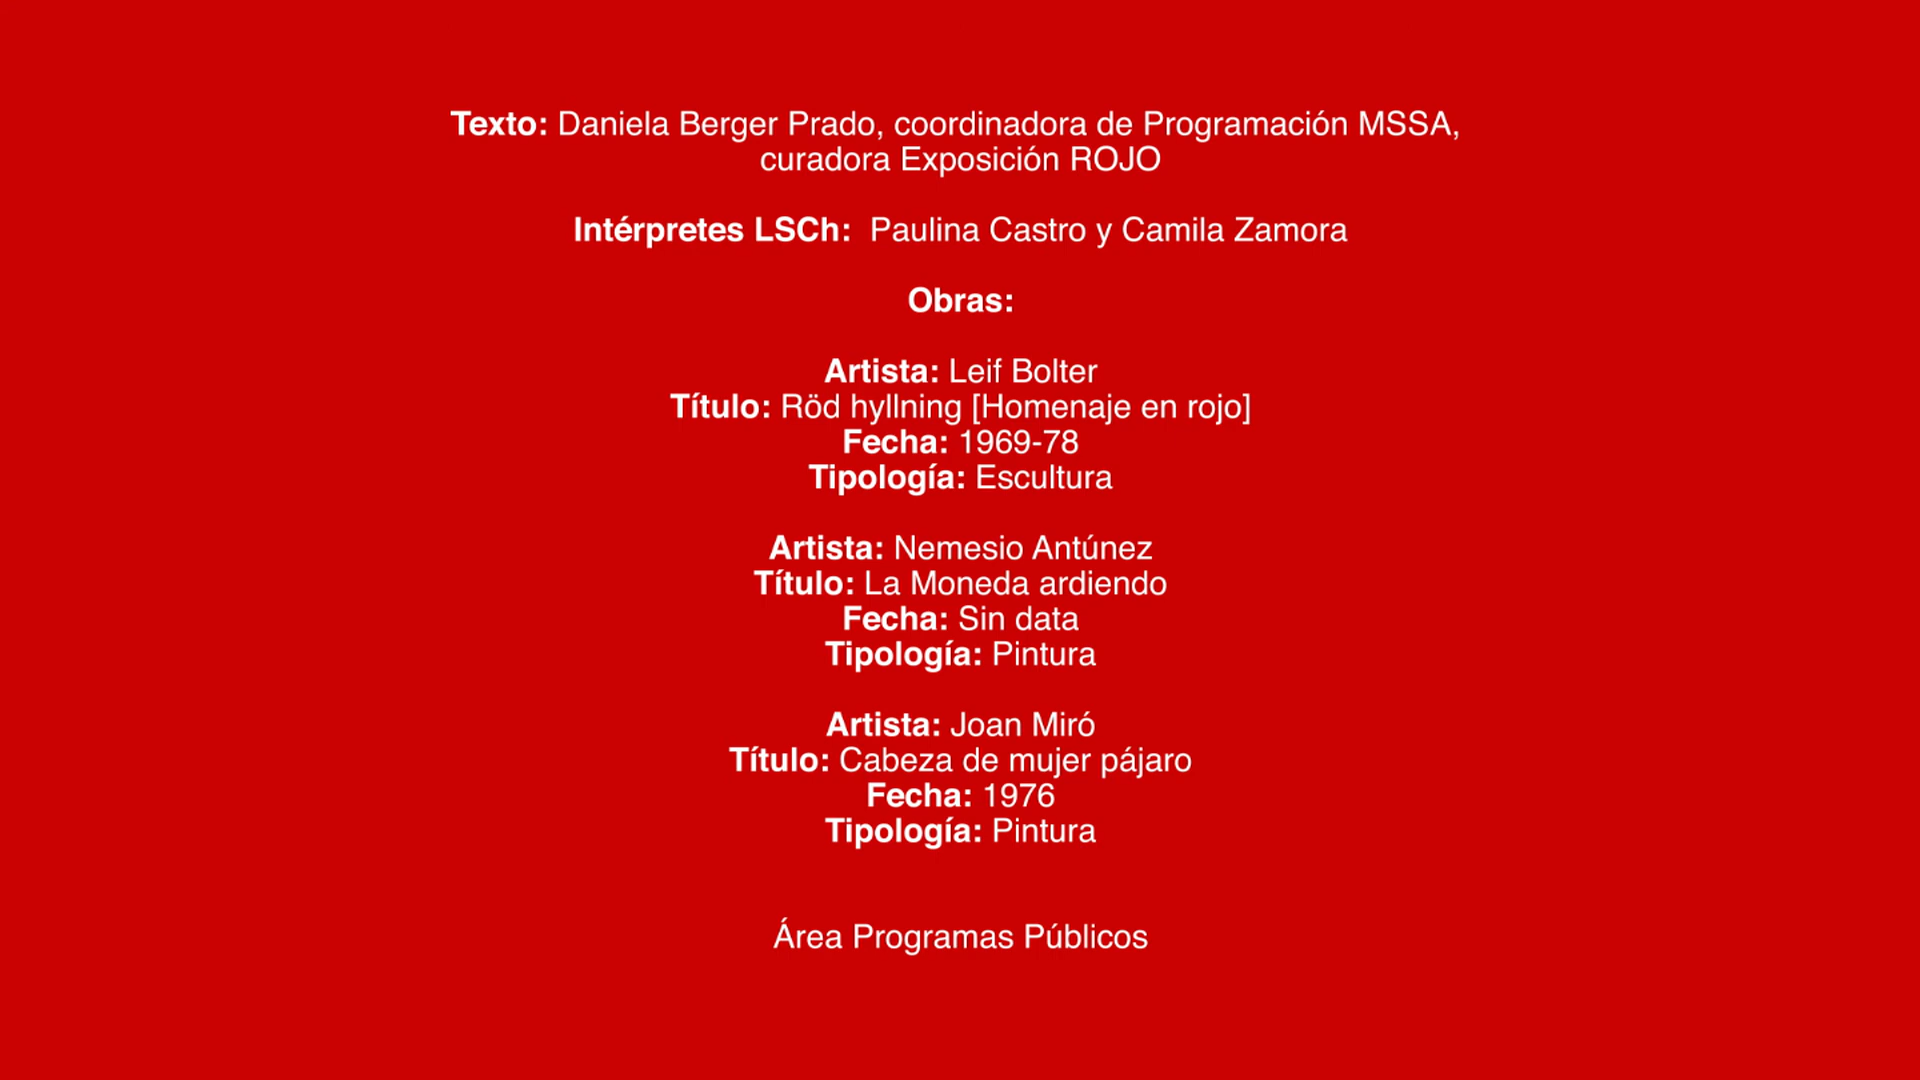 Texto: Daniela Berger Prado, coordinadora de Programación MSSA,
curadora Exposición ROJO
Intérpretes LSCh:  Paulina Castro y Camila Zamora
Obras:
Artista: Leif Bolter
Título: Röd hyllning [Homenaje en rojo]
Fecha: 1969-78
Tipología: Escultura
Artista: Nemesio Antúnez
Título: La Moneda ardiendo
Fecha: Sin data
Tipología: Pintura
Artista: Joan Miró
Título: Cabeza de mujer pájaro
Fecha: 1976
Tipología: Pintura
Área Programas Públicos